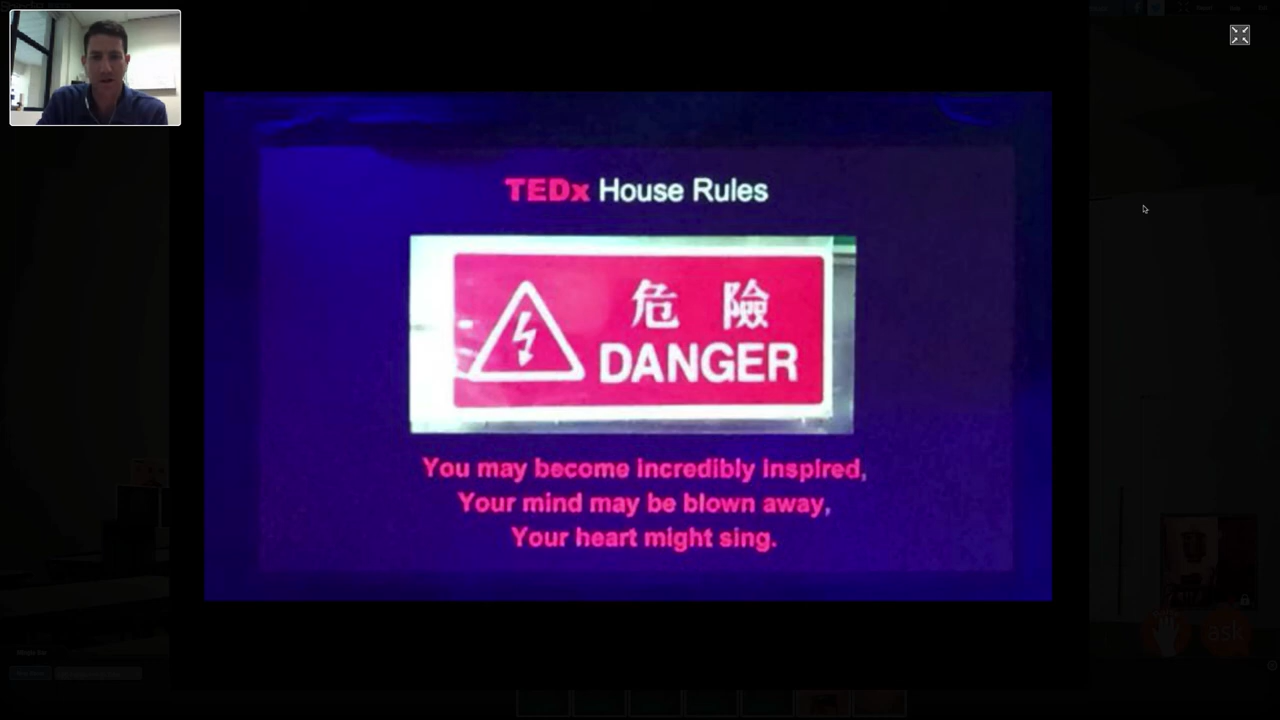 TEDx House Rules
危 險
DANGER
You may become incredibly inspired,
Your mind may be blown away,
Your heart might sing.
ask